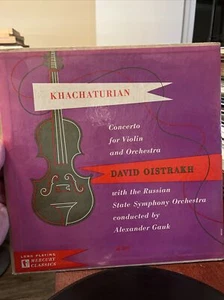 KHACHATURIAN
Concerto
for Violin
and Orchestra
DAVID OISTRAKH
with the Russian
State Symphony Orchestra
conducted by
Alexander Gauk
LONG PLAYING
MERCURY
CLASSICS